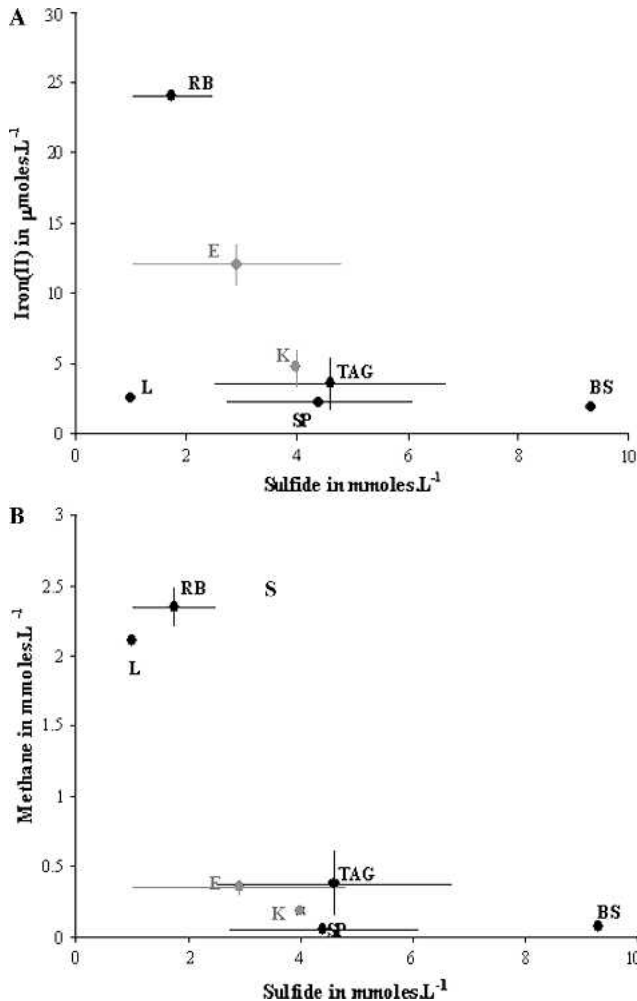 A
30
25
20
15
10
5
0
Iron(II) in μmoles.L⁻¹
RB
E
K
TAG
L
SP
BS
0 2 4 6 8 10
Sulfide in mmoles.L⁻¹
B
3
2.5
2
1.5
1
0.5
0
Methane in mmoles.L⁻¹
RB
S
L
E
TAG
K
SP
BS
0 2 4 6 8 10
Sulfide in mmoles.L⁻¹